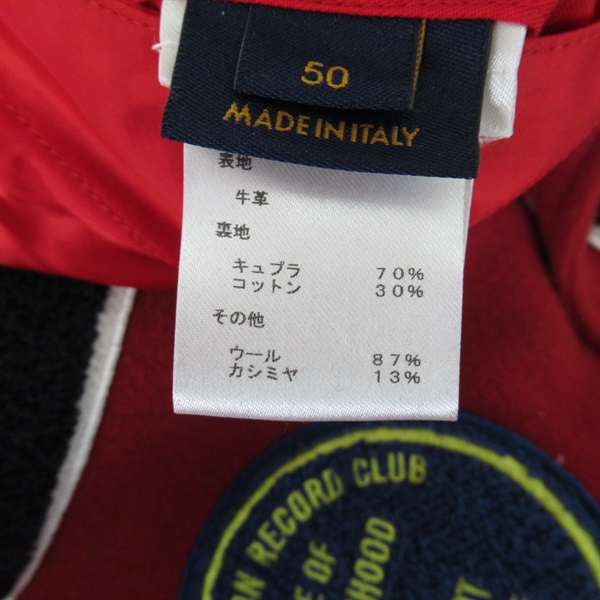 50
MADE IN ITALY
表地
牛革
裏地
キュプラ 70%
コットン 30%
その他
ウール 87%
カシミヤ 13%
RECORD CLUB
OF
HOOD